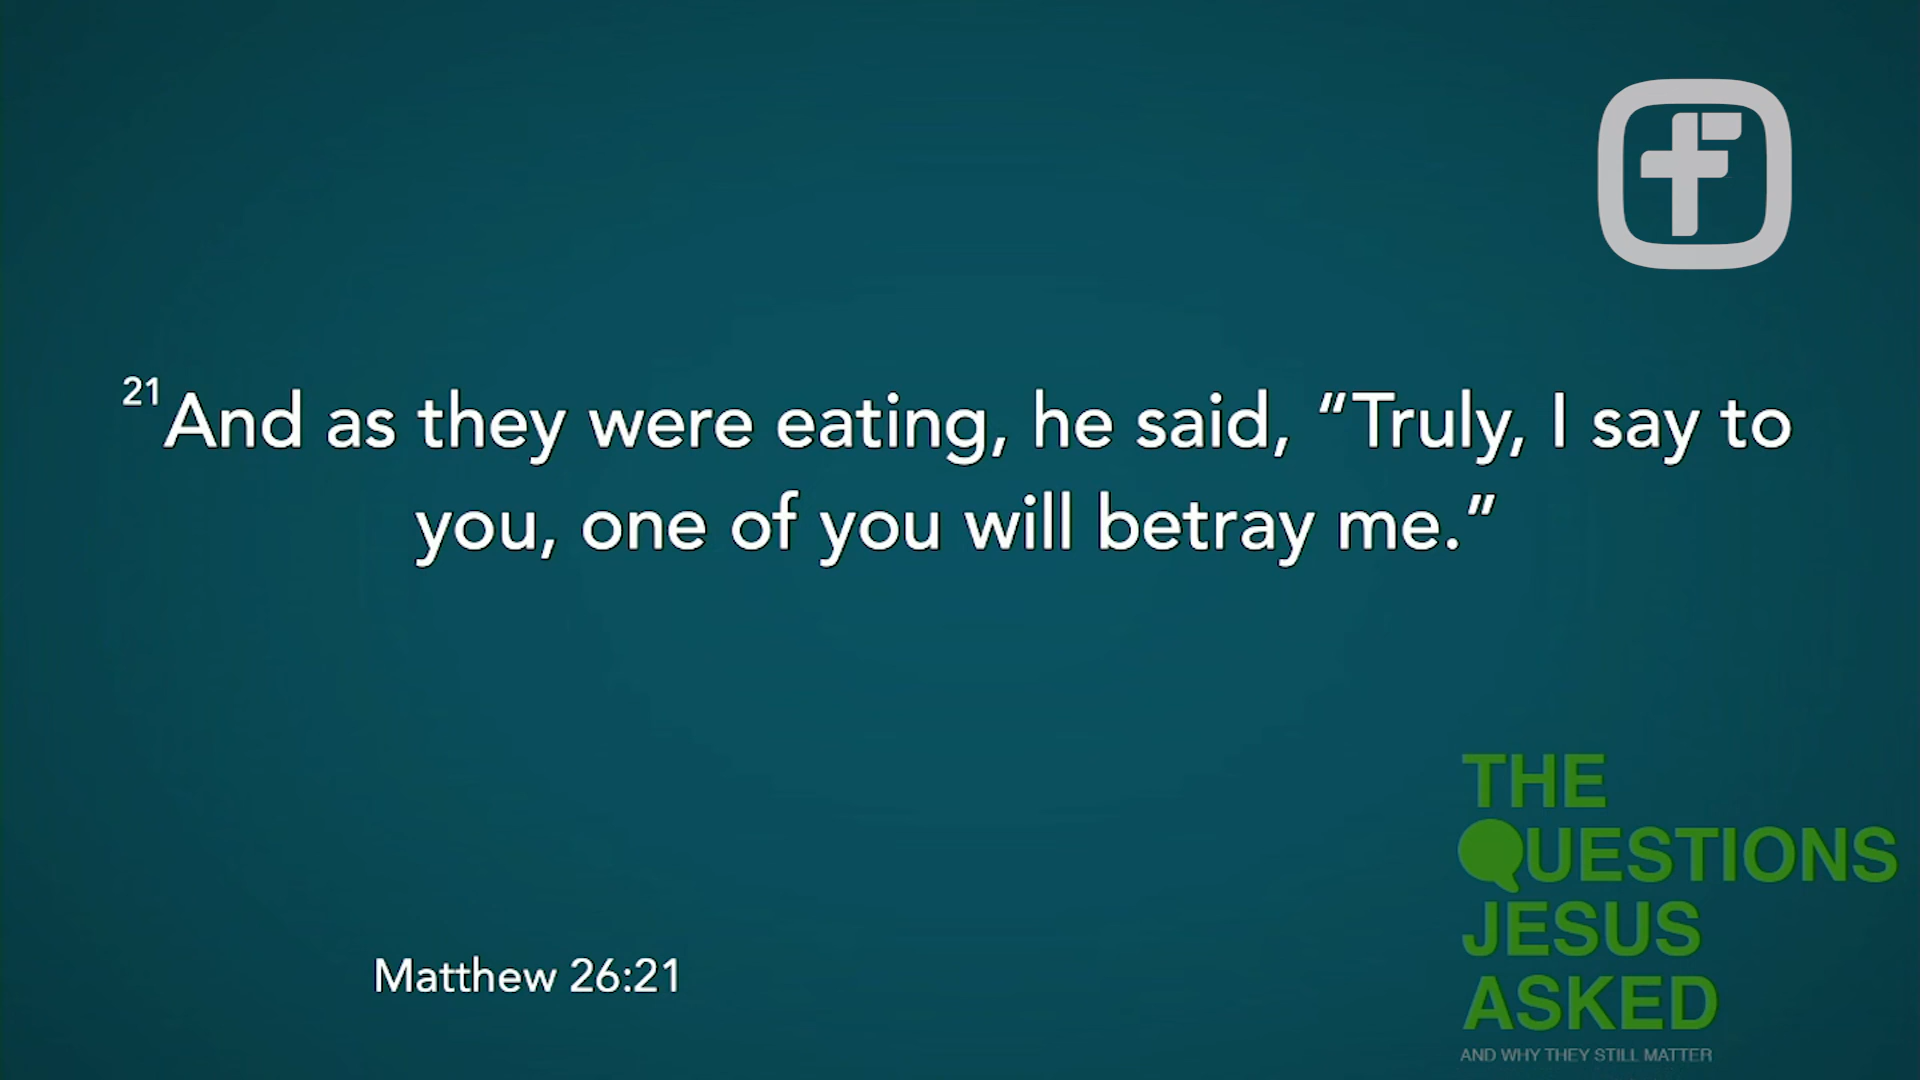 21 And as they were eating, he said, “Truly, I say to
you, one of you will betray me.”
Matthew 26:21
THE
QUESTIONS
JESUS
ASKED
AND WHY THEY STILL MATTER